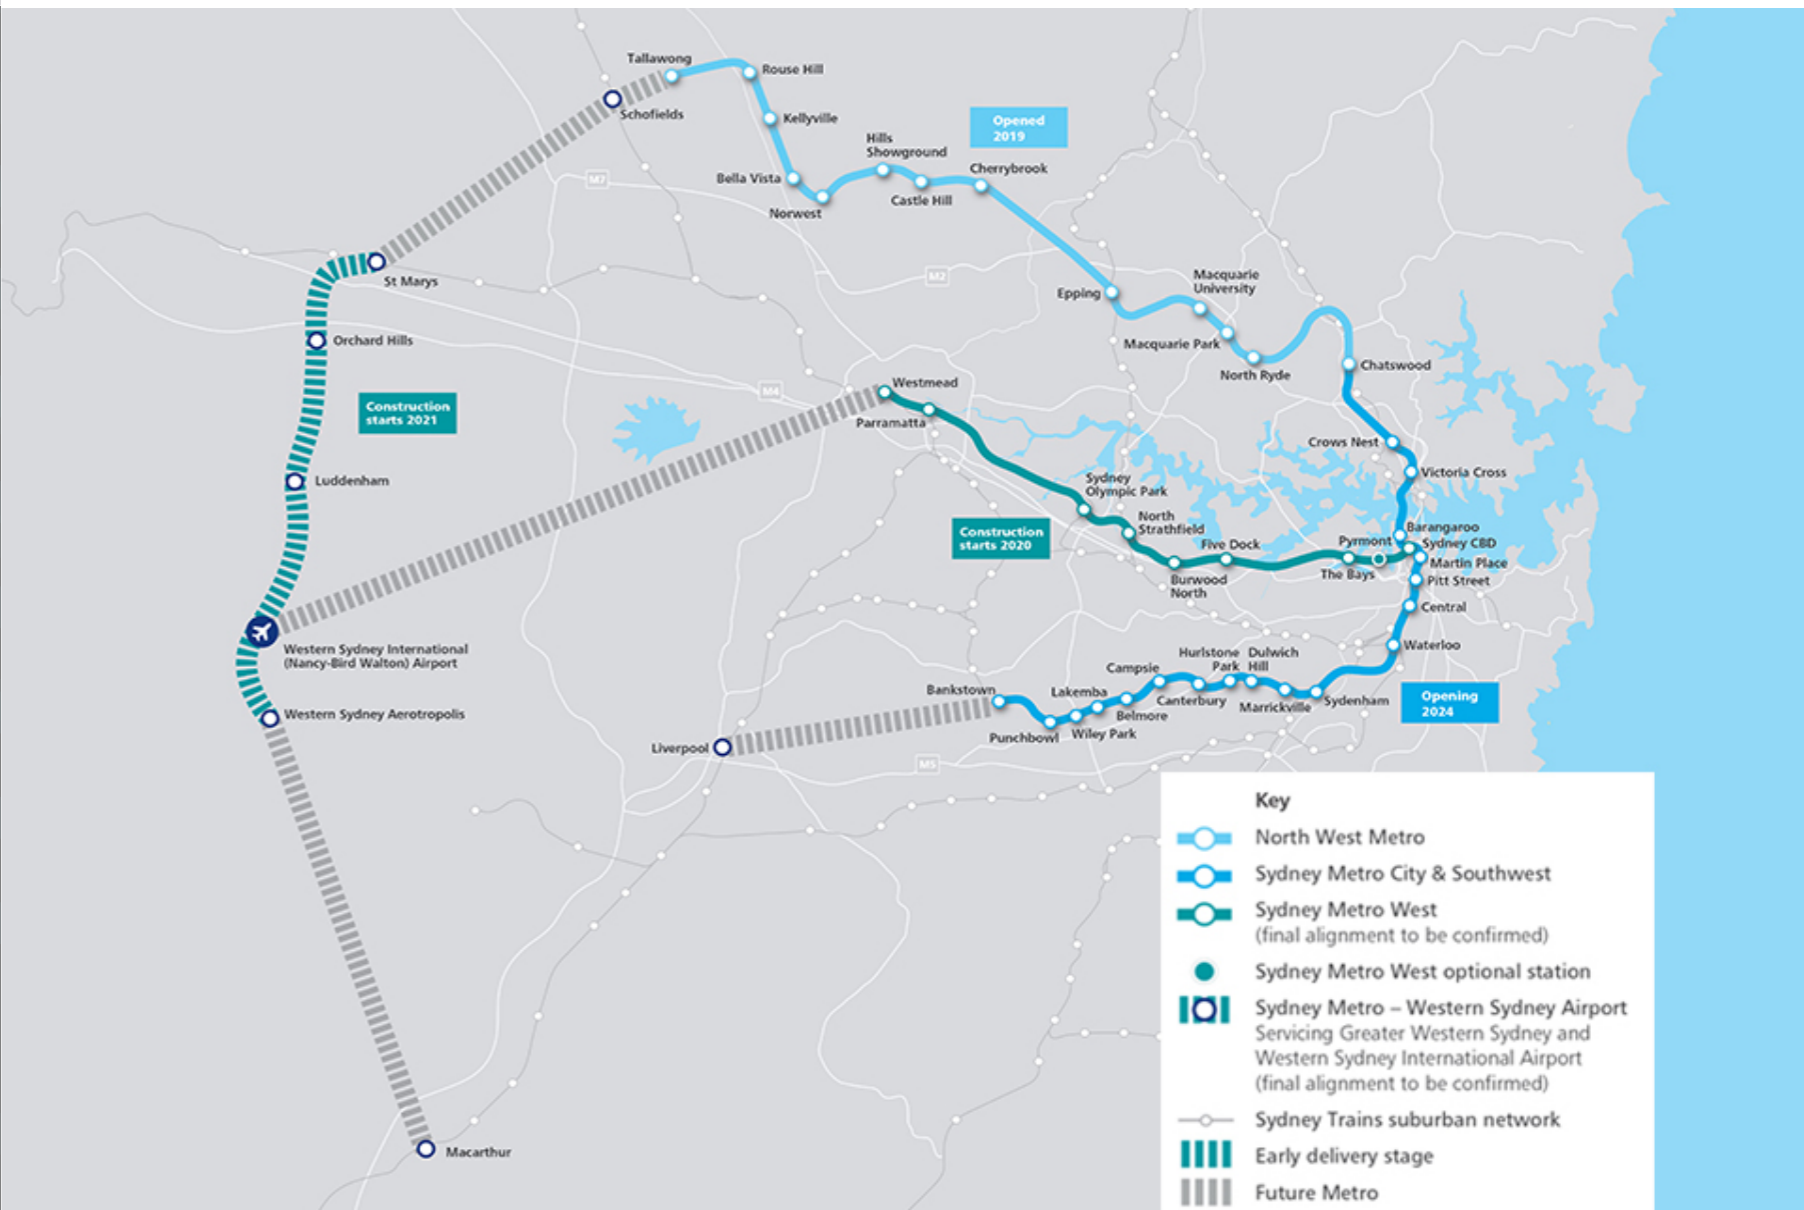 Tallawong
Rouse Hill
Schofields
Kellyville
Opened
2019
Hills
Showground
Cherrybrook
M7
Bella Vista
Castle Hill
Norwest
St Marys
M2
Macquarie
University
Epping
Orchard Hills
Macquarie Park
North Ryde
Chatswood
Westmead
M4
Construction
starts 2021
Parramatta
Crows Nest
Victoria Cross
Luddenham
Sydney
Olympic Park
North
Strathfield
Construction
starts 2020
Five Dock
Barangaroo
Pyrmont
Sydney CBD
Martin Place
The Bays
Burwood
North
Pitt Street
Central
Western Sydney International
(Nancy-Bird Walton) Airport
Waterloo
Hurlstone
Park
Dulwich
Hill
Campsie
Bankstown
Lakemba
Canterbury
Sydenham
Opening
2024
Marrickville
Belmore
Western Sydney Aerotropolis
Punchbowl
Wiley Park
Liverpool
M5
Macarthur
Key
North West Metro
Sydney Metro City & Southwest
Sydney Metro West
(final alignment to be confirmed)
Sydney Metro West optional station
Sydney Metro – Western Sydney Airport
Servicing Greater Western Sydney and
Western Sydney International Airport
(final alignment to be confirmed)
Sydney Trains suburban network
Early delivery stage
Future Metro